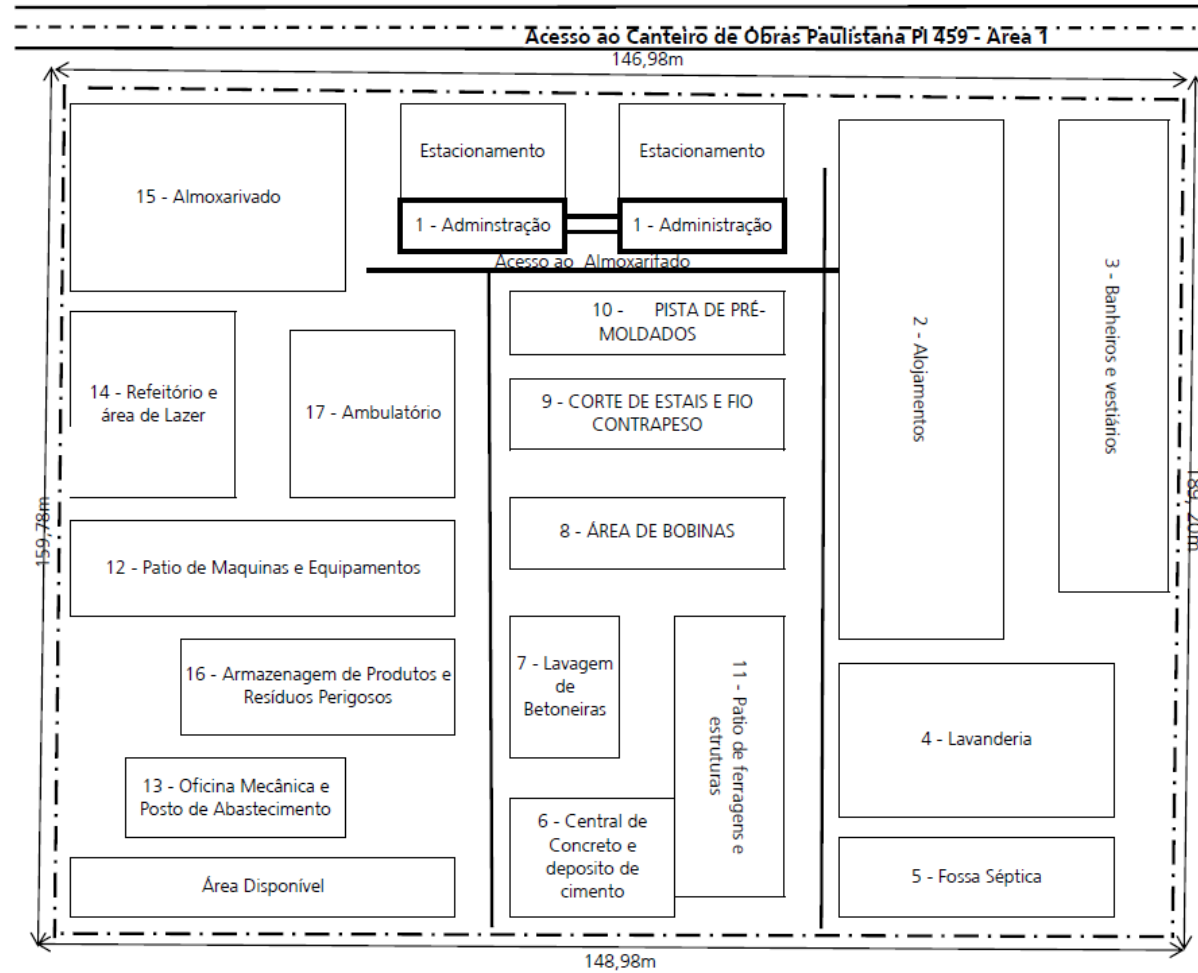 Acesso ao Canteiro de Obras Paulistana PI 459 - Area 1
146,98m
Estacionamento
Estacionamento
15 - Almoxarivado
1 - Adminstração
1 - Administração
Acesso ao Almoxarifado
10 - PISTA DE PRÉ-
MOLDADOS
2 - Alojamentos
3 - Banheiros e vestiários
14 - Refeitório e
área de Lazer
17 - Ambulatório
9 - CORTE DE ESTAIS E FIO
CONTRAPESO
159,78m
189, 20m
8 - ÁREA DE BOBINAS
12 - Patio de Maquinas e Equipamentos
16 - Armazenagem de Produtos e
Resíduos Perigosos
7 - Lavagem
de
Betoneiras
11 - Patio de ferragens e
estruturas
4 - Lavanderia
13 - Oficina Mecânica e
Posto de Abastecimento
6 - Central de
Concreto e
deposito de
cimento
Área Disponível
5 - Fossa Séptica
148,98m